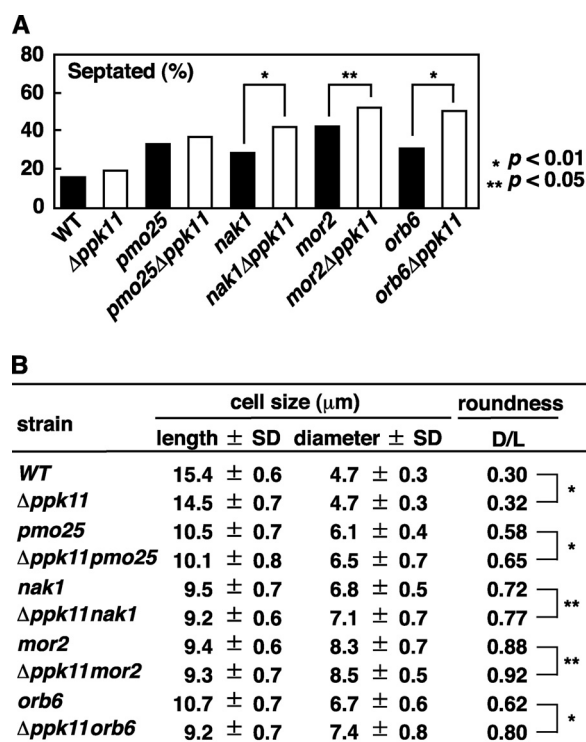 A
80
60
40
20
0
Septated (%)
* ** *
* p < 0.01
** p < 0.05
WT Δppk11 pmo25 pmo25Δppk11 nak1 nak1Δppk11 mor2 mor2Δppk11 orb6 orb6Δppk11
B
strain cell size (μm) roundness
length ± SD diameter ± SD D/L
WT 15.4 ± 0.6 4.7 ± 0.3 0.30
*
Δppk11 14.5 ± 0.7 4.7 ± 0.3 0.32
pmo25 10.5 ± 0.7 6.1 ± 0.4 0.58
*
Δppk11pmo25 10.1 ± 0.8 6.5 ± 0.7 0.65
nak1 9.5 ± 0.7 6.8 ± 0.5 0.72
**
Δppk11nak1 9.2 ± 0.6 7.1 ± 0.7 0.77
mor2 9.4 ± 0.6 8.3 ± 0.7 0.88
**
Δppk11mor2 9.3 ± 0.7 8.5 ± 0.5 0.92
orb6 10.7 ± 0.7 6.7 ± 0.6 0.62
*
Δppk11orb6 9.2 ± 0.7 7.4 ± 0.8 0.80